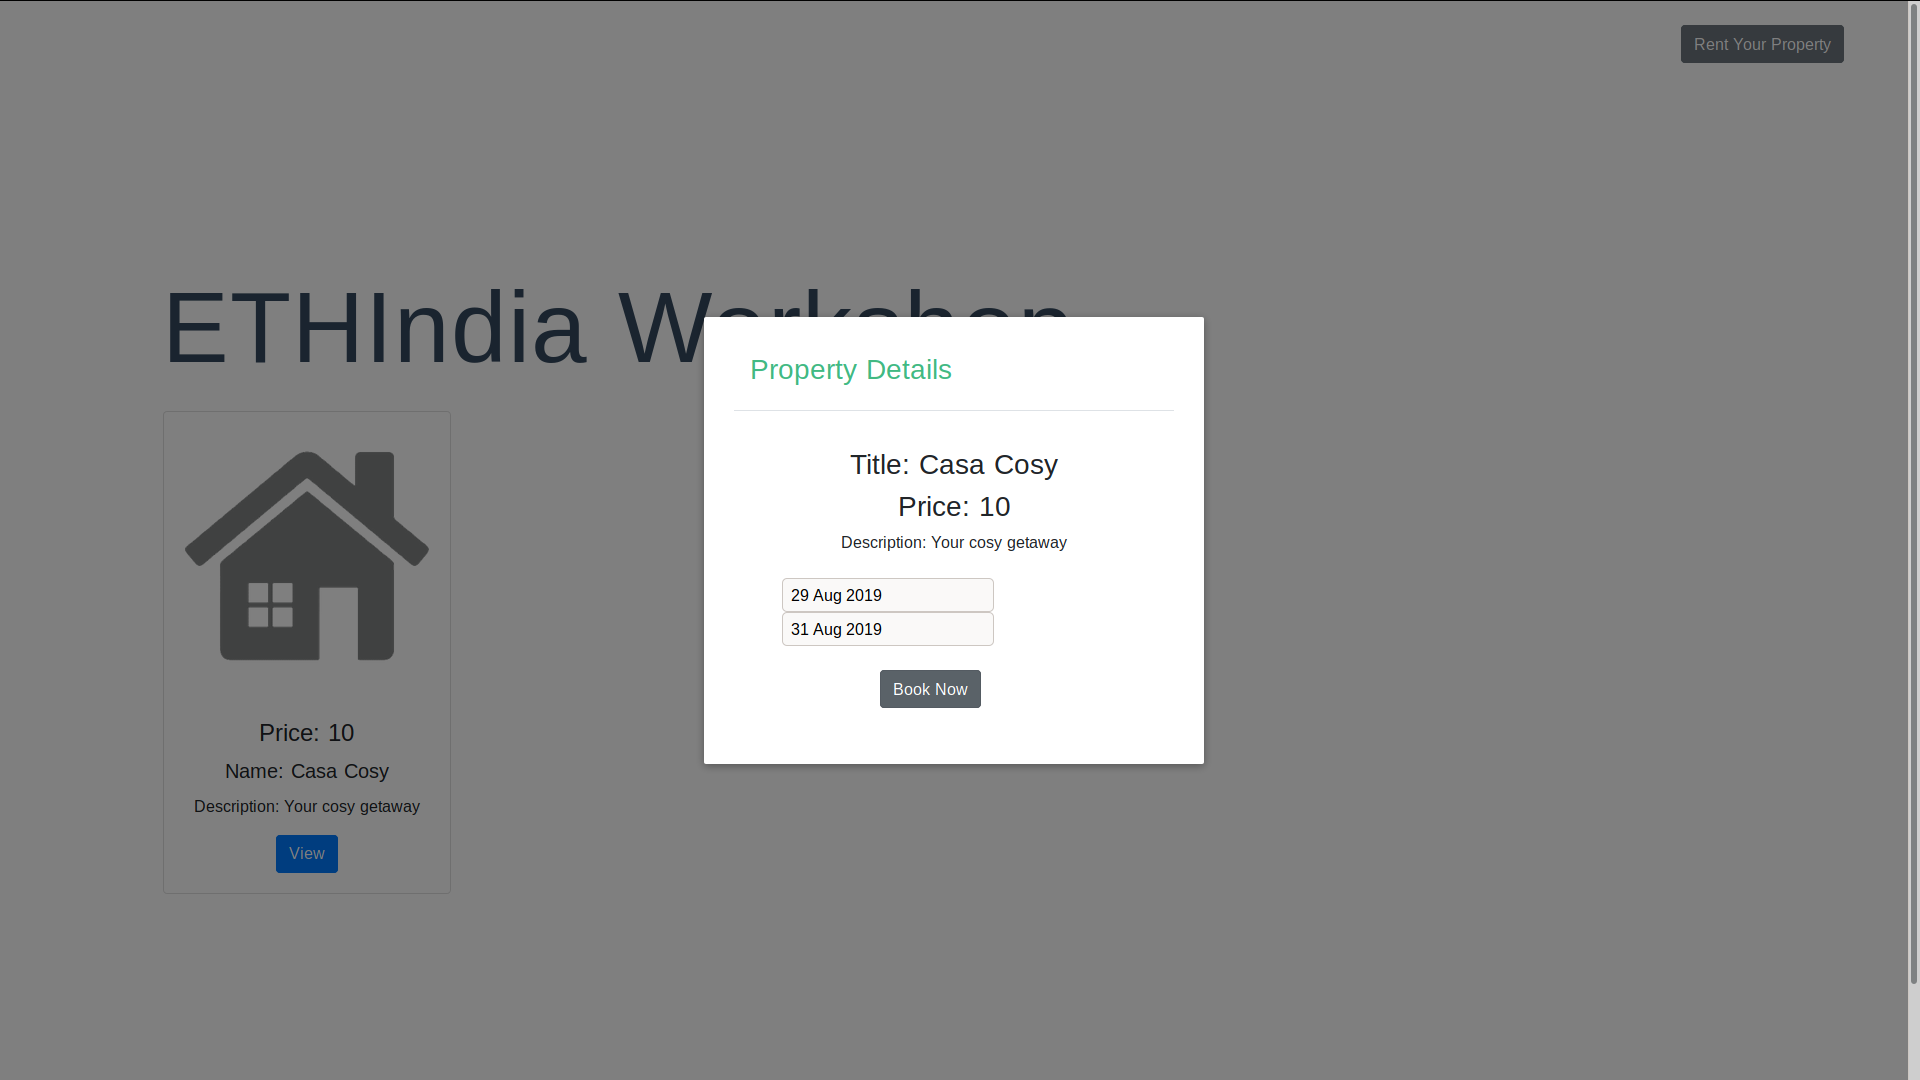 Rent Your Property
ETHIndia Workshop
Property Details
Title: Casa Cosy
Price: 10
Description: Your cosy getaway
29 Aug 2019
31 Aug 2019
Book Now
Price: 10
Name: Casa Cosy
Description: Your cosy getaway
View